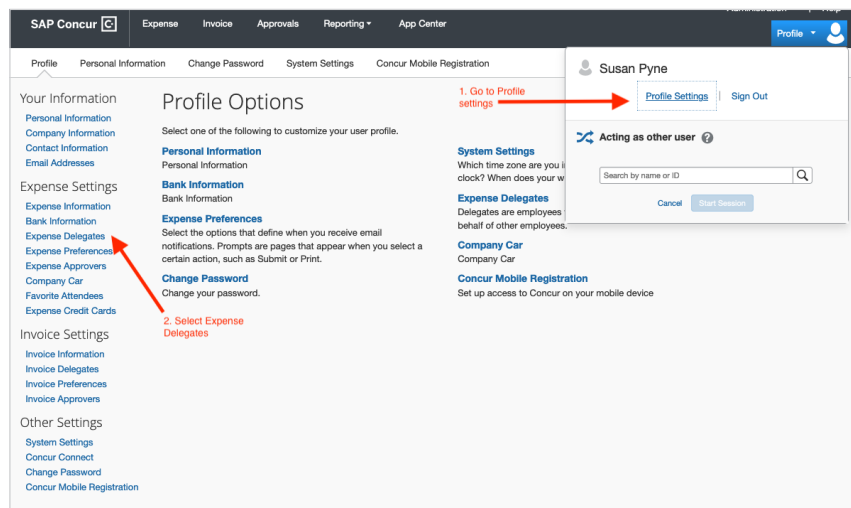 Administration | Help
SAP Concur C
Expense Invoice Approvals Reporting App Center
Profile
Profile Personal Information Change Password System Settings Concur Mobile Registration
Susan Pyne
Profile Settings | Sign Out
Acting as other user ?
Search by name or ID
Cancel Start Session
1. Go to Profile
settings
Your Information
Personal Information
Company Information
Contact Information
Email Addresses
Expense Settings
Expense Information
Bank Information
Expense Delegates
Expense Preferences
Expense Approvers
Company Car
Favorite Attendees
Expense Credit Cards
2. Select Expense
Delegates
Invoice Settings
Invoice Information
Invoice Delegates
Invoice Preferences
Invoice Approvers
Other Settings
System Settings
Concur Connect
Change Password
Concur Mobile Registration
Profile Options
Select one of the following to customize your user profile.
Personal Information
Personal Information
Bank Information
Bank Information
Expense Preferences
Select the options that define when you receive email
notifications. Prompts are pages that appear when you select a
certain action, such as Submit or Print.
Change Password
Change your password.
System Settings
Which time zone are you
clock? When does your
Expense Delegates
Delegates are employees
behalf of other employees.
Company Car
Company Car
Concur Mobile Registration
Set up access to Concur on your mobile device